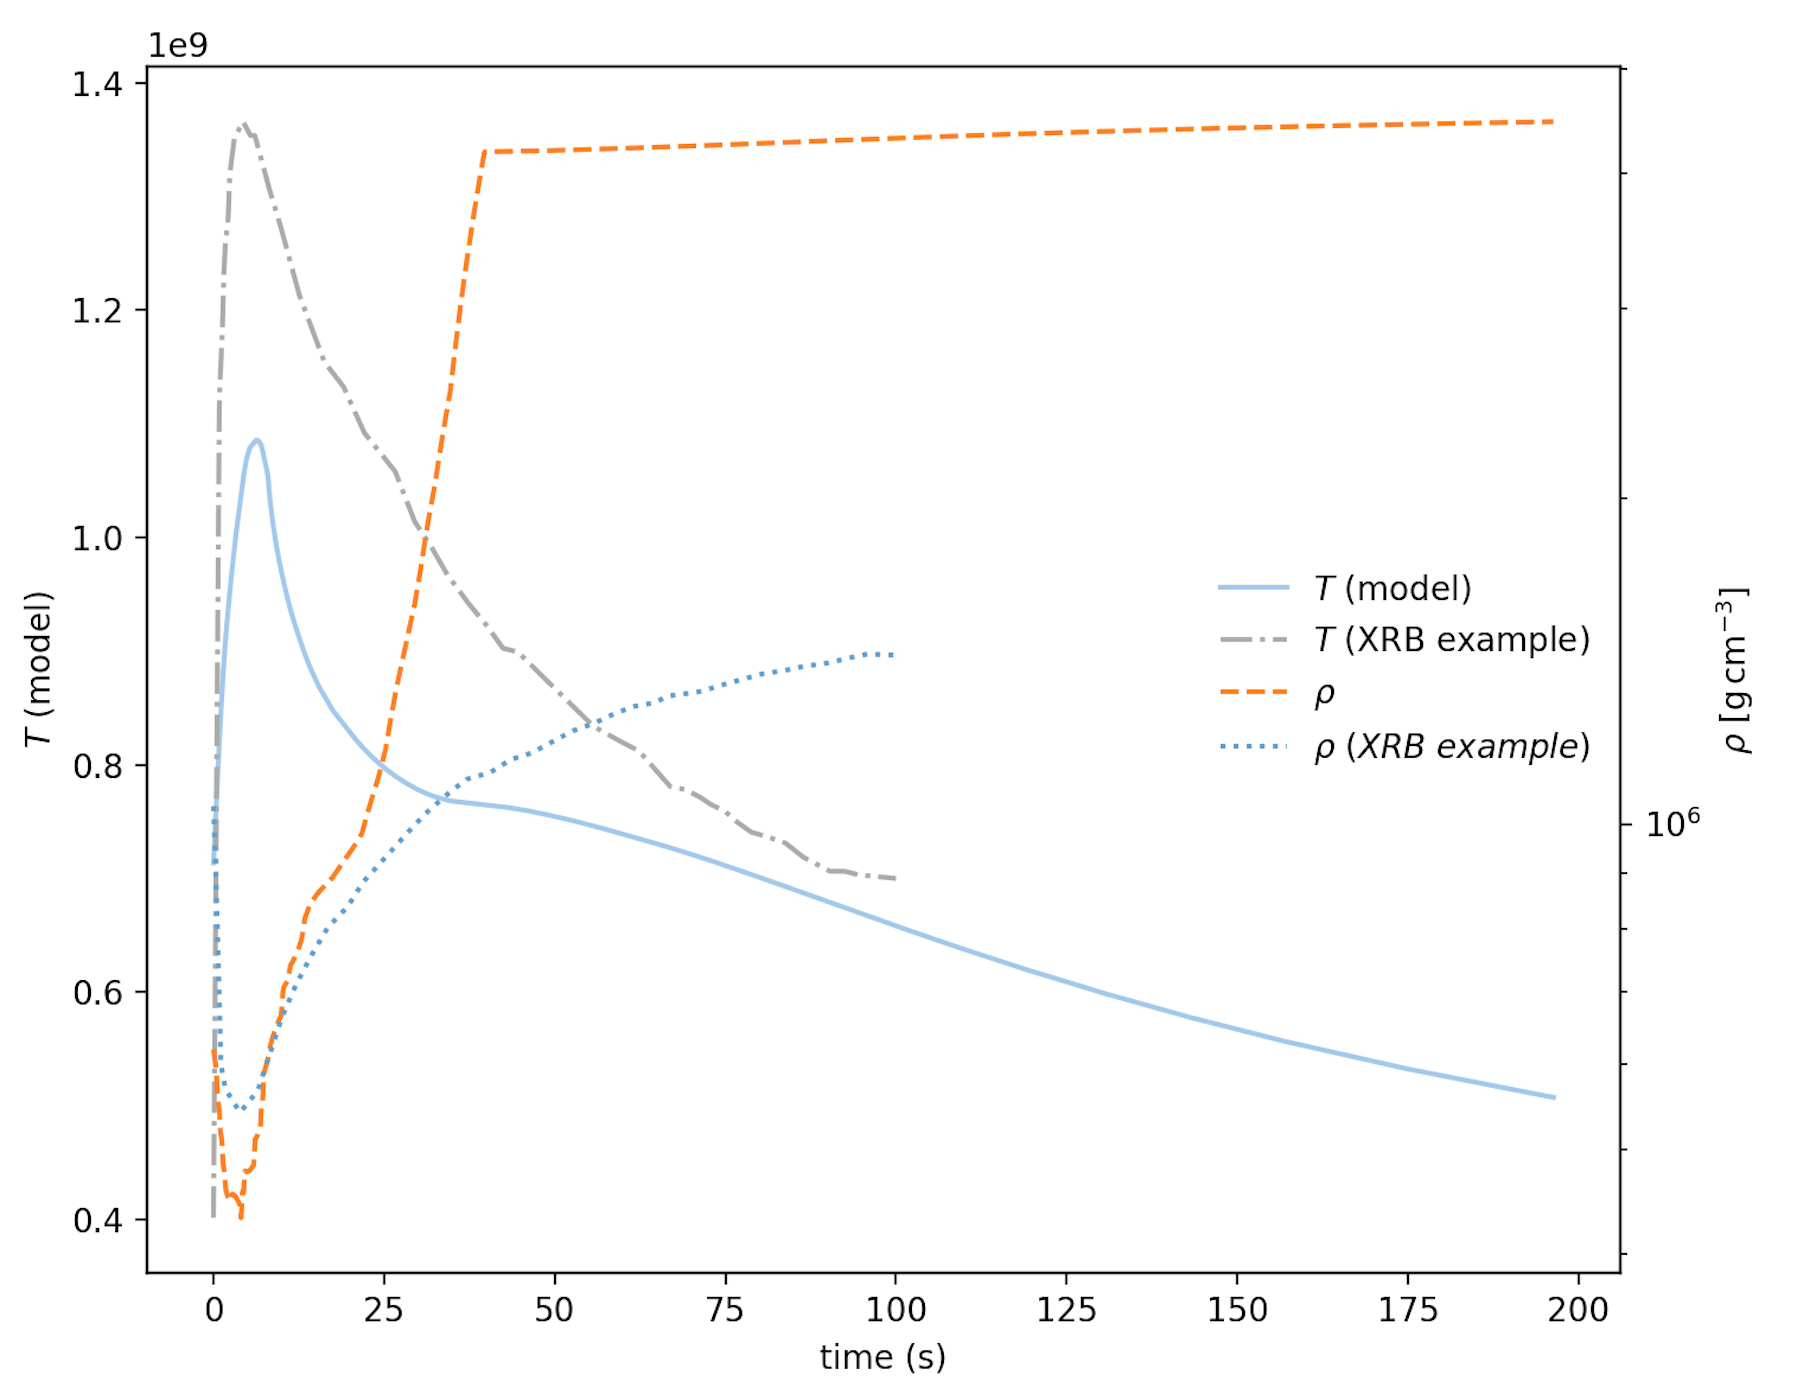 1e9
1.4
1.2
1.0
0.8
0.6
0.4
T (model)
T (model)
T (XRB example)
ρ
ρ (XRB example)
10⁶
ρ [g cm⁻³]
0 25 50 75 100 125 150 175 200
time (s)